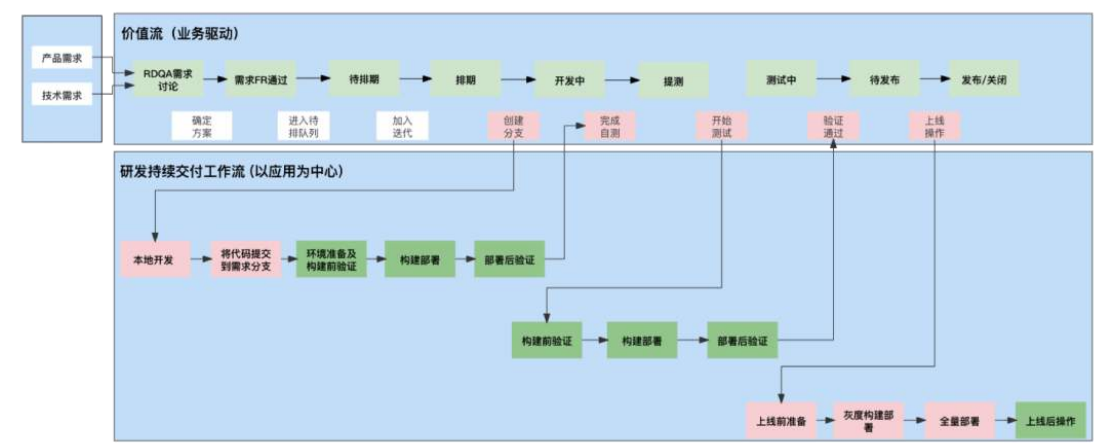 价值流（业务驱动）
产品需求
技术需求
RDQA需求
讨论
需求FR通过
待排期
排期
开发中
提测
测试中
待发布
发布/关闭
确定
方案
进入待
排队列
加入
迭代
创建
分支
完成
自测
开始
测试
验证
通过
上线
操作
研发持续交付工作流（以应用为中心）
本地开发
将代码提交
到需求分支
环境准备及
构建前验证
构建部署
部署后验证
构建前验证
构建部署
部署后验证
上线前准备
灰度构建部
署
全量部署
上线后操作